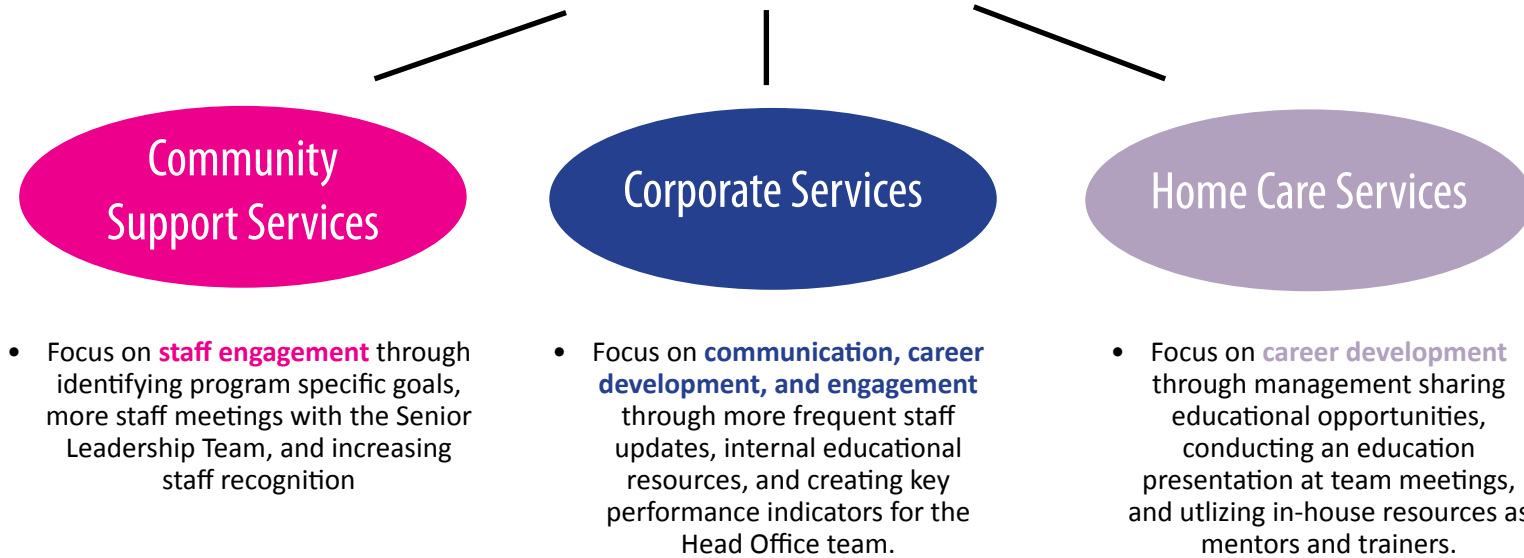 Community
Support Services
• Focus on staff engagement through
identifying program specific goals,
more staff meetings with the Senior
Leadership Team, and increasing
staff recognition
Corporate Services
• Focus on communication, career
development, and engagement
through more frequent staff
updates, internal educational
resources, and creating key
performance indicators for the
Head Office team.
Home Care Services
• Focus on career development
through management sharing
educational opportunities,
conducting an education
presentation at team meetings,
and utlizing in-house resources as
mentors and trainers.